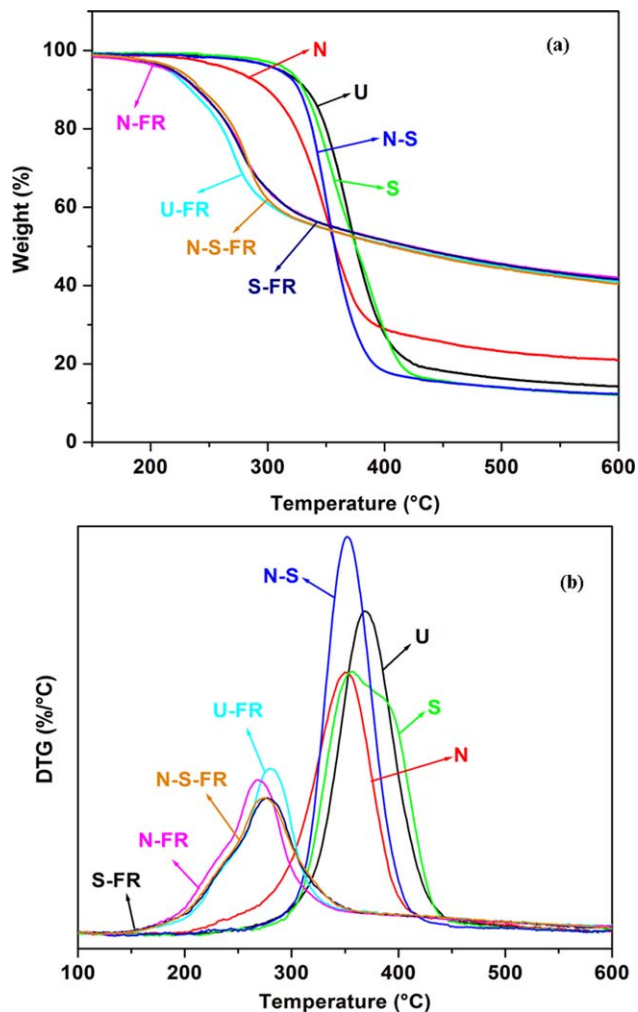 (a)
100
N
U
80
N-FR
N-S
S
Weight (%)
60
U-FR
N-S-FR
S-FR
40
20
0
200 300 400 500 600
Temperature (°C)
(b)
N-S
U
U-FR
S
DTG (%/°C)
N-S-FR
N
N-FR
S-FR
100 200 300 400 500 600
Temperature (°C)